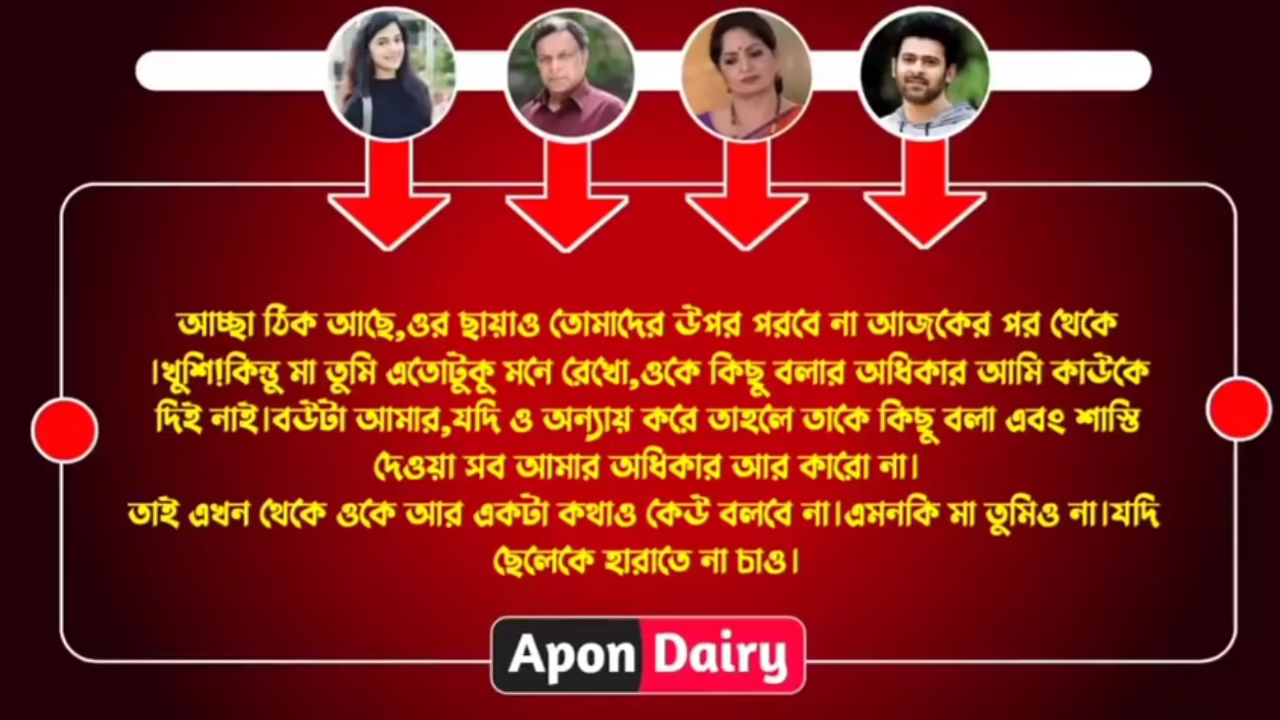 আচ্ছা ঠিক আছে,ওর ছায়াও তোমাদের উপর পরবে না আজকের পর থেকে
।খুশি!কিন্তু মা তুমি এতোটুকু মনে রেখো,ওকে কিছু বলার অধিকার আমি কাউকে
দিই নাই।বউটা আমার,যদি ও অন্যায় করে তাহলে তাকে কিছু বলা এবং শাস্তি
দেওয়া সব আমার অধিকার আর কারো না।
তাই এখন থেকে ওকে আর একটা কথাও কেউ বলবে না।এমনকি মা তুমিও না।যদি
ছেলেকে হারাতে না চাও।
Apon Dairy